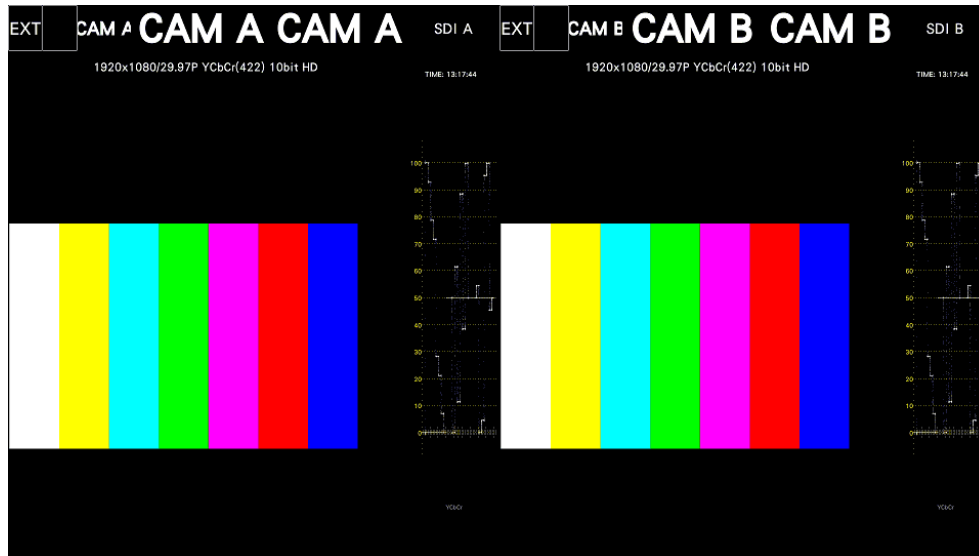 EXT CAM A CAM A CAM A SDI A
1920x1080/29.97P YCbCr(422) 10bit HD
TIME: 13:17:44
100
90
80
70
60
50
40
30
20
10
0
YCbCr
EXT CAM B CAM B CAM B SDI B
1920x1080/29.97P YCbCr(422) 10bit HD
TIME: 13:17:44
100
90
80
70
60
50
40
30
20
10
0
YCbCr